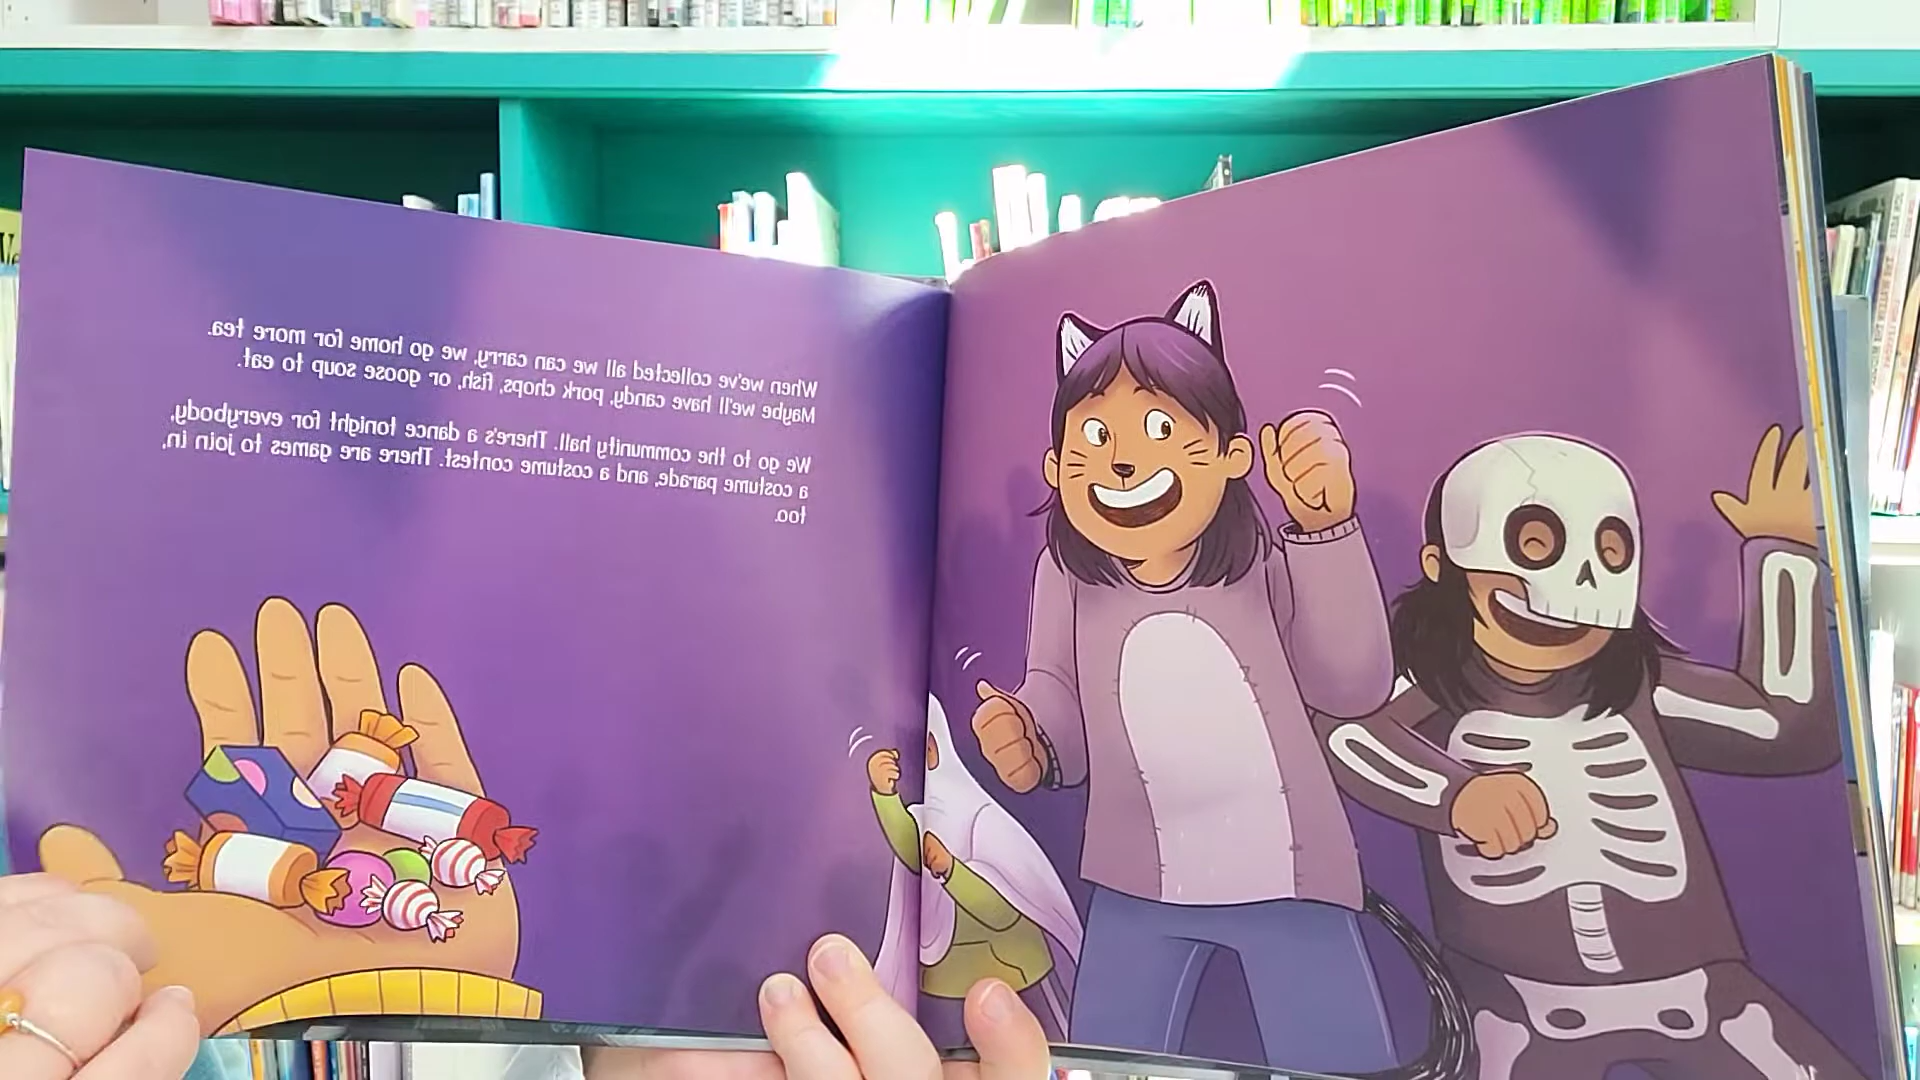 When we've collected all we can carry, we go home for more tea.
Maybe we'll have candy, pork chops, fish, or goose soup to eat.
We go to the community hall. There's a dance tonight for everybody,
a costume parade, and a costume contest. There are games to join in,
too.